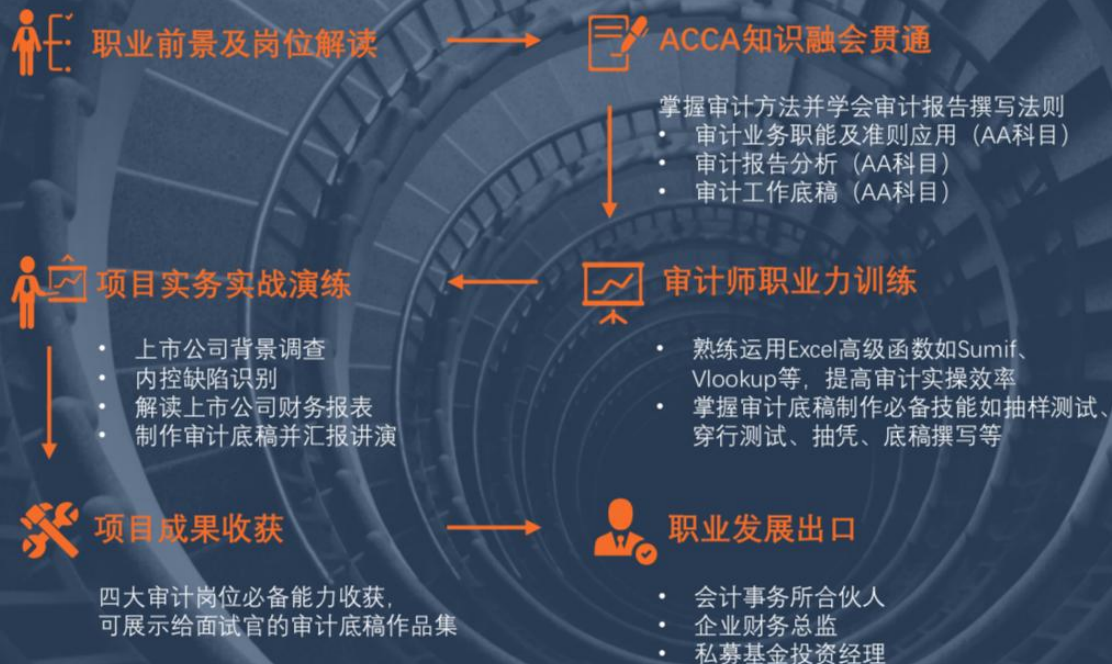 职业前景及岗位解读
ACCA知识融会贯通
掌握审计方法并学会审计报告撰写法则
• 审计业务职能及准则应用（AA科目）
• 审计报告分析（AA科目）
• 审计工作底稿（AA科目）
审计师职业力训练
• 熟练运用Excel高级函数如Sumif、
Vlookup等，提高审计实操效率
• 掌握审计底稿制作必备技能如抽样测试、
穿行测试、抽凭、底稿撰写等
项目实务实战演练
• 上市公司背景调查
• 内控缺陷识别
• 解读上市公司财务报表
• 制作审计底稿并汇报讲演
项目成果收获
四大审计岗位必备能力收获，
可展示给面试官的审计底稿作品集
职业发展出口
• 会计事务所合伙人
• 企业财务总监
• 私募基金投资经理